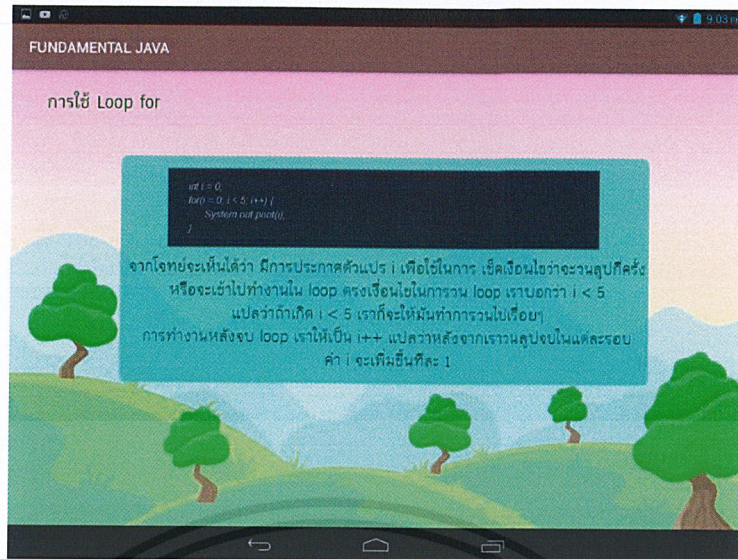 9:03 PM
FUNDAMENTAL JAVA
การใช้ Loop for
int i = 0;
for(i = 0; i < 5; i++) {
System.out.print(i);
}
จากโจทย์จะเห็นได้ว่า มีการประกาศตัวแปร i เพื่อใช้ในการ เช็คเงื่อนไขว่าจะวนลูปกี่ครั้ง
หรือจะเข้าไปทำงานใน loop ตรงเงื่อนไขในการวน loop เราบอกว่า i < 5
แปลว่าถ้าเกิด i < 5 เราก็จะให้มันทำการวนไปเรื่อยๆ
การทำงานหลังจบ loop เราให้เป็น i++ แปลว่าหลังจากเราวนลูปจบในแต่ละรอบ
ค่า i จะเพิ่มขึ้นทีละ 1